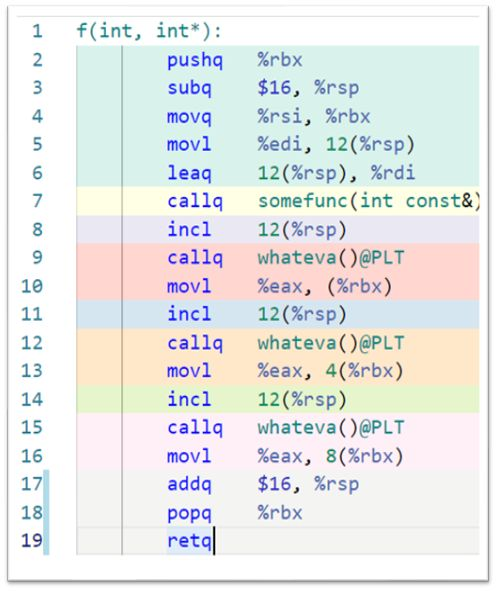 1 f(int, int*):
2 pushq %rbx
3 subq $16, %rsp
4 movq %rsi, %rbx
5 movl %edi, 12(%rsp)
6 leaq 12(%rsp), %rdi
7 callq somefunc(int const&)
8 incl 12(%rsp)
9 callq whateva()@PLT
10 movl %eax, (%rbx)
11 incl 12(%rsp)
12 callq whateva()@PLT
13 movl %eax, 4(%rbx)
14 incl 12(%rsp)
15 callq whateva()@PLT
16 movl %eax, 8(%rbx)
17 addq $16, %rsp
18 popq %rbx
19 retq